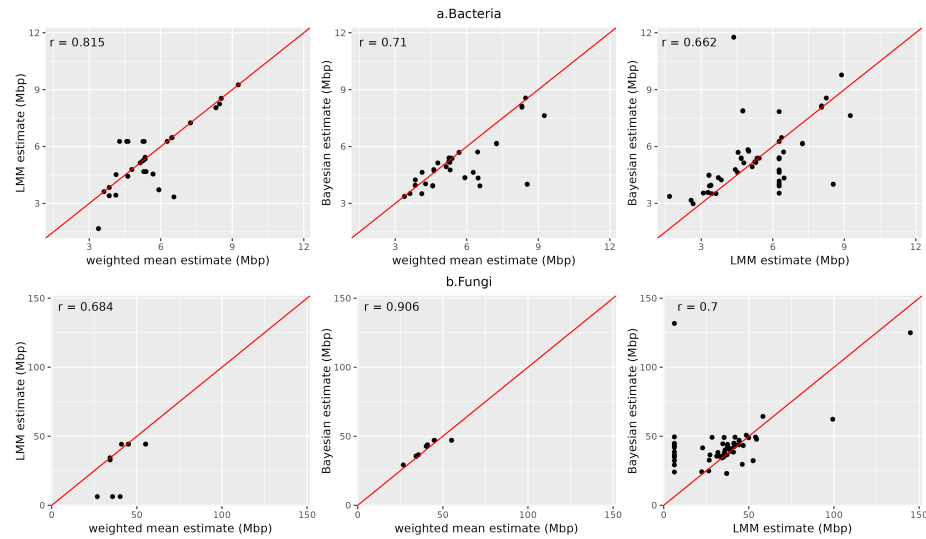 a.Bacteria
r = 0.815
LMM estimate (Mbp)
12
9
6
3
3
6
9
12
weighted mean estimate (Mbp)
r = 0.71
Bayesian estimate (Mbp)
12
9
6
3
3
6
9
12
weighted mean estimate (Mbp)
r = 0.662
Bayesian estimate (Mbp)
12
9
6
3
3
6
9
12
LMM estimate (Mbp)
b.Fungi
r = 0.684
LMM estimate (Mbp)
150
100
50
0
0
50
100
150
weighted mean estimate (Mbp)
r = 0.906
Bayesian estimate (Mbp)
150
100
50
0
0
50
100
150
weighted mean estimate (Mbp)
r = 0.7
Bayesian estimate (Mbp)
150
100
50
0
0
50
100
150
LMM estimate (Mbp)